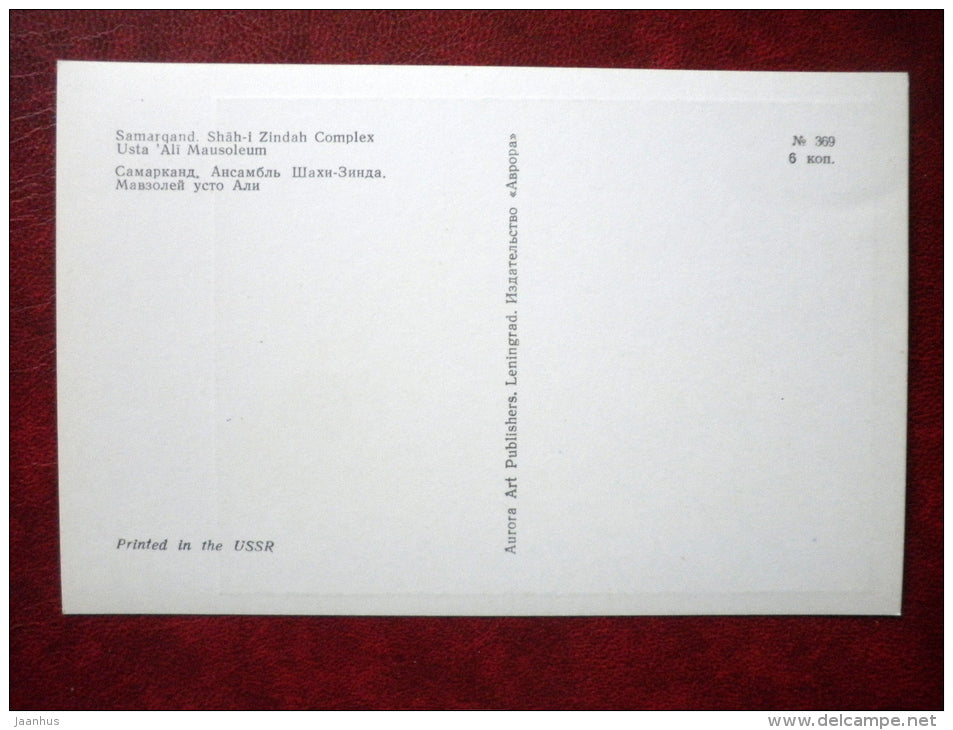 Samarqand. Shāh-i Zindah Complex
Usta 'Alī Mausoleum
Самарканд. Ансамбль Шахи-Зинда.
Мавзолей усто Али
Printed in the USSR
Aurora Art Publishers. Leningrad. Издательство «Аврора»
№ 369
6 коп.
jaanhus
www.delcampe.net